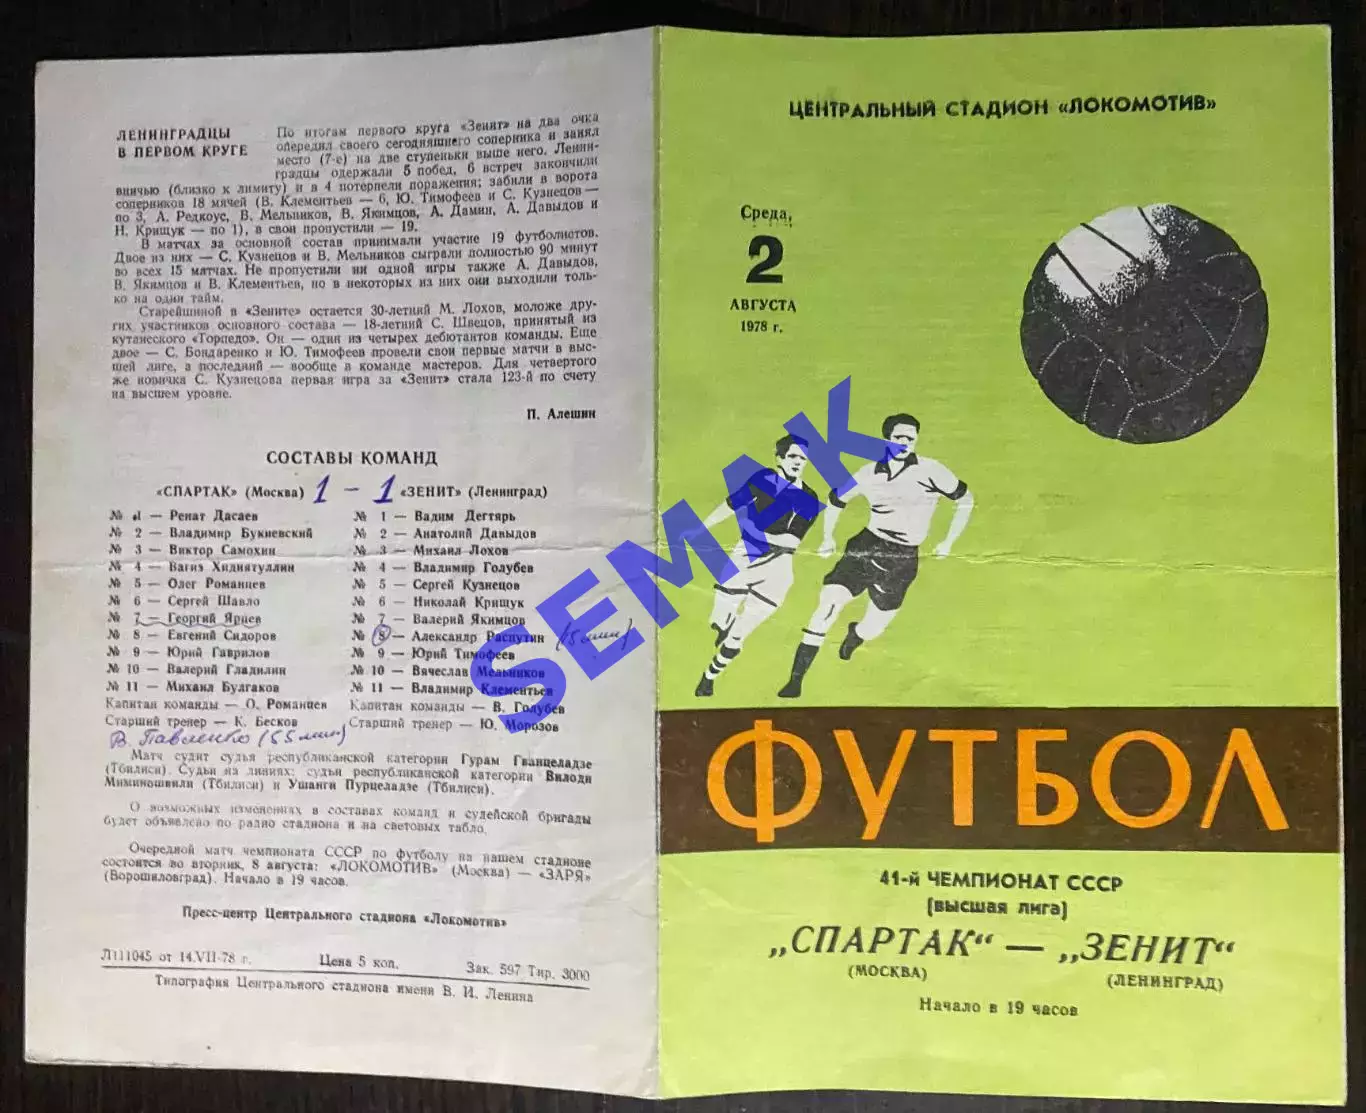 ЛЕНИНГРАДЦЫ
В ПЕРВОМ КРУГЕ
По итогам первого круга «Зенит» на два очка
опередил своего сегодняшнего соперника и занял
место (7-е) на две ступеньки выше него. Ленин-
градцы одержали 5 побед, 6 встреч закончили
вничью (близко к лимиту) и в 4 потерпели поражения; забили в ворота
соперников 18 мячей (В. Клементьев — 6, Ю. Тимофеев и С. Кузнецов —
по 3, А. Редкоус, В. Мельников, В. Якимцов, А. Дамин, А. Давыдов и
Н. Крищук — по 1), в свои пропустили — 19.
В матчах за основной состав принимали участие 19 футболистов.
Двое из них — С. Кузнецов и В. Мельников сыграли полностью 90 минут
во всех 15 матчах. Не пропустили ни одной игры также А. Давыдов,
В. Якимцов и В. Клементьев, но в некоторых из них они выходили толь-
ко на один тайм.
Старейшиной в «Зените» остается 30-летний М. Лохов, моложе дру-
гих участников основного состава — 18-летний С. Швецов, принятый из
кутаисского «Торпедо». Он — один из четырех дебютантов команды. Еще
двое — С. Бондаренко и Ю. Тимофеев провели свои первые матчи в выс-
шей лиге, а последний — вообще в команде мастеров. Для четвертого
же новичка С. Кузнецова первая игра за «Зенит» стала 123-й по счету
на высшем уровне.
П. Алешин
СОСТАВЫ КОМАНД
«СПАРТАК» (Москва) 1 — 1 «ЗЕНИТ» (Ленинград)
№ 1 — Ренат Дасаев
№ 2 — Владимир Букиевский
№ 3 — Виктор Самохин
№ 4 — Вагиз Хидиятуллин
№ 5 — Олег Романцев
№ 6 — Сергей Шавло
№ 7 — Георгий Ярцев
№ 8 — Евгений Сидоров
№ 9 — Юрий Гаврилов
№ 10 — Валерий Гладилин
№ 11 — Михаил Булгаков
Капитан команды — О. Романцев
Старший тренер — К. Бесков
В. Павленко (55 мин)
№ 1 — Вадим Дегтярь
№ 2 — Анатолий Давыдов
№ 3 — Михаил Лохов
№ 4 — Владимир Голубев
№ 5 — Сергей Кузнецов
№ 6 — Николай Крищук
№ 7 — Валерий Якимцов
№ 8 — Александр Распутин (15 мин)
№ 9 — Юрий Тимофеев
№ 10 — Вячеслав Мельников
№ 11 — Владимир Клементьев
Капитан команды — В. Голубев
Старший тренер — Ю. Морозов
Матч судит судья республиканской категории Гурам Гванцеладзе
(Тбилиси). Судьи на линиях: судьи республиканской категории Вилоди
Миминошвили (Тбилиси) и Ушанги Пурцеладзе (Тбилиси).
О возможных изменениях в составах команд и судейской бригады
будет объявлено по радио стадиона и на световых табло.
Очередной матч чемпионата СССР по футболу на нашем стадионе
состоится во вторник, 8 августа: «ЛОКОМОТИВ» (Москва) — «ЗАРЯ»
(Ворошиловград). Начало в 19 часов.
Пресс-центр Центрального стадиона «Локомотив»
Л111045 от 14.VII-78 г. Цена 5 коп. Зак. 597 Тир. 3000
Типография Центрального стадиона имени В. И. Ленина
ЦЕНТРАЛЬНЫЙ СТАДИОН «ЛОКОМОТИВ»
Среда,
2
АВГУСТА
1978 г.
SEMAK
ФУТБОЛ
41-й ЧЕМПИОНАТ СССР
(высшая лига)
„СПАРТАК“ — „ЗЕНИТ“
(МОСКВА) (ЛЕНИНГРАД)
Начало в 19 часов